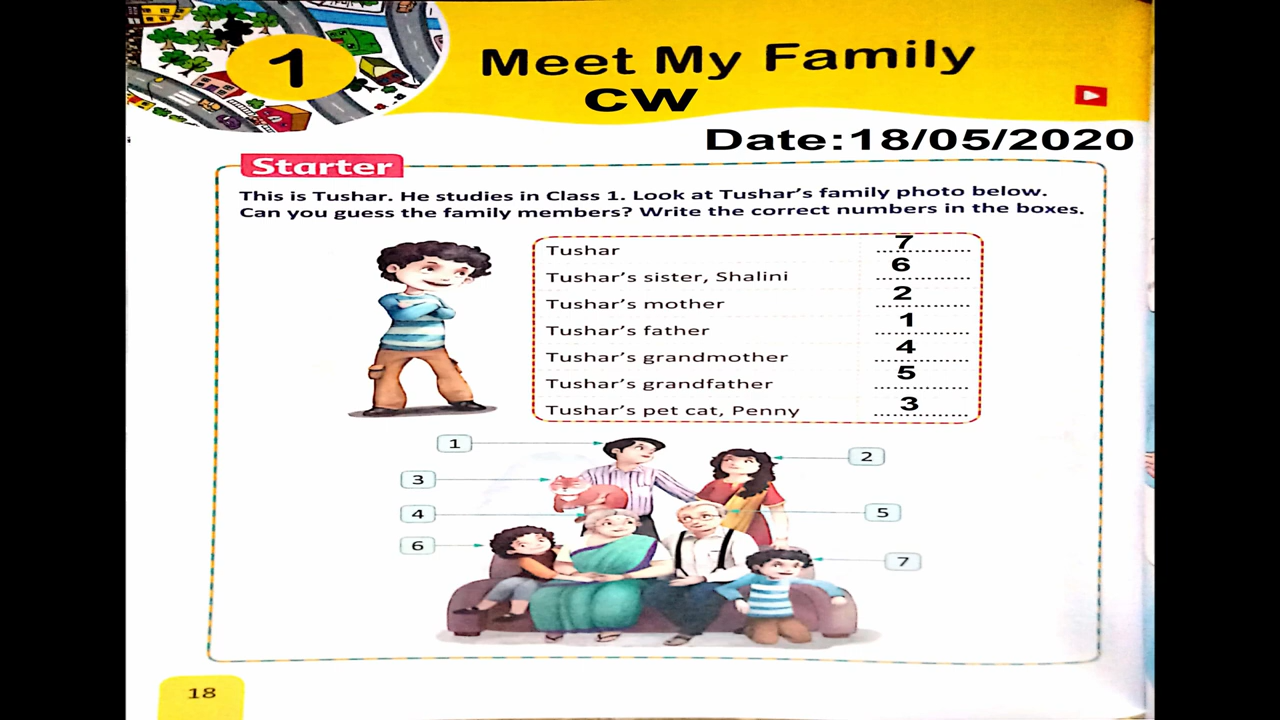 1
Meet My Family
CW
Date:18/05/2020
Starter
This is Tushar. He studies in Class 1. Look at Tushar's family photo below.
Can you guess the family members? Write the correct numbers in the boxes.
Tushar 7
Tushar's sister, Shalini 6
Tushar's mother 2
Tushar's father 1
Tushar's grandmother 4
Tushar's grandfather 5
Tushar's pet cat, Penny 3
1
2
3
4
5
6
7
18